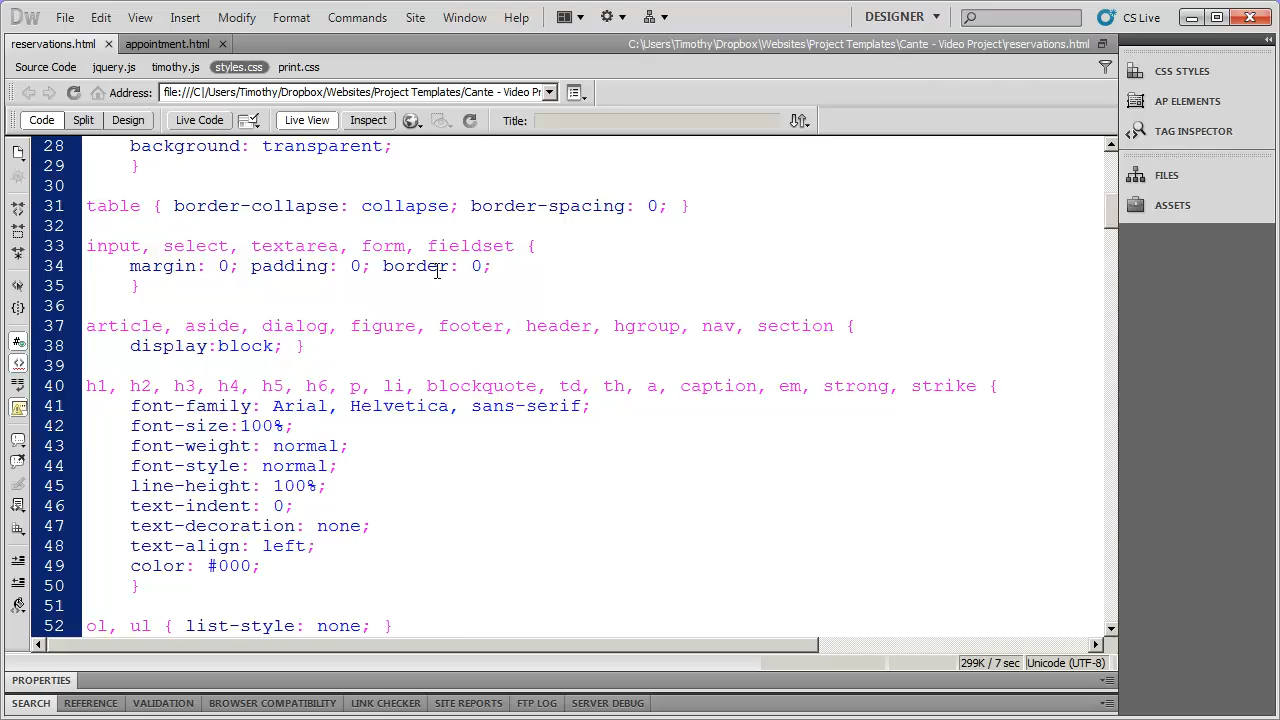 Dw File Edit View Insert Modify Format Commands Site Window Help DESIGNER CS Live
reservations.html appointment.html C:\Users\Timothy\Dropbox\Websites\Project Templates\Cante - Video Project\reservations.html
Source Code jquery.js timothy.js styles.css print.css
Address: file:///C|/Users/Timothy/Dropbox/Websites/Project Templates/Cante - Video Pr
Code Split Design Live Code Live View Inspect Title:
28 background: transparent;
29 }
30
31 table { border-collapse: collapse; border-spacing: 0; }
32
33 input, select, textarea, form, fieldset {
34 margin: 0; padding: 0; border: 0;
35 }
36
37 article, aside, dialog, figure, footer, header, hgroup, nav, section {
38 display:block; }
39
40 h1, h2, h3, h4, h5, h6, p, li, blockquote, td, th, a, caption, em, strong, strike {
41 font-family: Arial, Helvetica, sans-serif;
42 font-size:100%;
43 font-weight: normal;
44 font-style: normal;
45 line-height: 100%;
46 text-indent: 0;
47 text-decoration: none;
48 text-align: left;
49 color: #000;
50 }
51
52 ol, ul { list-style: none; }
299K / 7 sec Unicode (UTF-8)
PROPERTIES
SEARCH REFERENCE VALIDATION BROWSER COMPATIBILITY LINK CHECKER SITE REPORTS FTP LOG SERVER DEBUG
CSS STYLES
AP ELEMENTS
TAG INSPECTOR
FILES
ASSETS